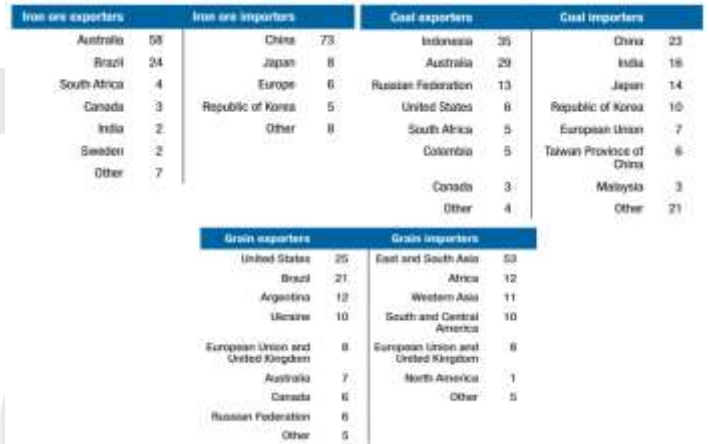 Iron ore exporters Iron ore importers
Australia 58 China 73
Brazil 24 Japan 8
South Africa 4 Europe 6
Canada 3 Republic of Korea 5
India 2 Other 8
Sweden 2
Other 7
Coal exporters Coal importers
Indonesia 35 China 23
Australia 29 India 16
Russian Federation 13 Japan 14
United States 6 Republic of Korea 10
South Africa 5 European Union 7
Colombia 5 Taiwan Province of 6
China
Canada 3 Malaysia 3
Other 4 Other 21
Grain exporters Grain importers
United States 25 East and South Asia 53
Brazil 21 Africa 12
Argentina 12 Western Asia 11
Ukraine 10 South and Central 10
America
European Union and 8 European Union and 8
United Kingdom United Kingdom
Australia 7 North America 1
Canada 6 Other 5
Russian Federation 6
Other 5